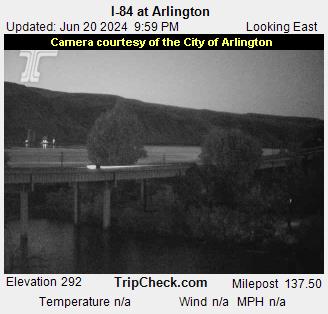 I-84 at Arlington
Updated: Jun 20 2024 9:59 PM Looking East
Camera courtesy of the City of Arlington
Elevation 292 TripCheck.com Milepost 137.50
Temperature n/a Wind n/a MPH n/a